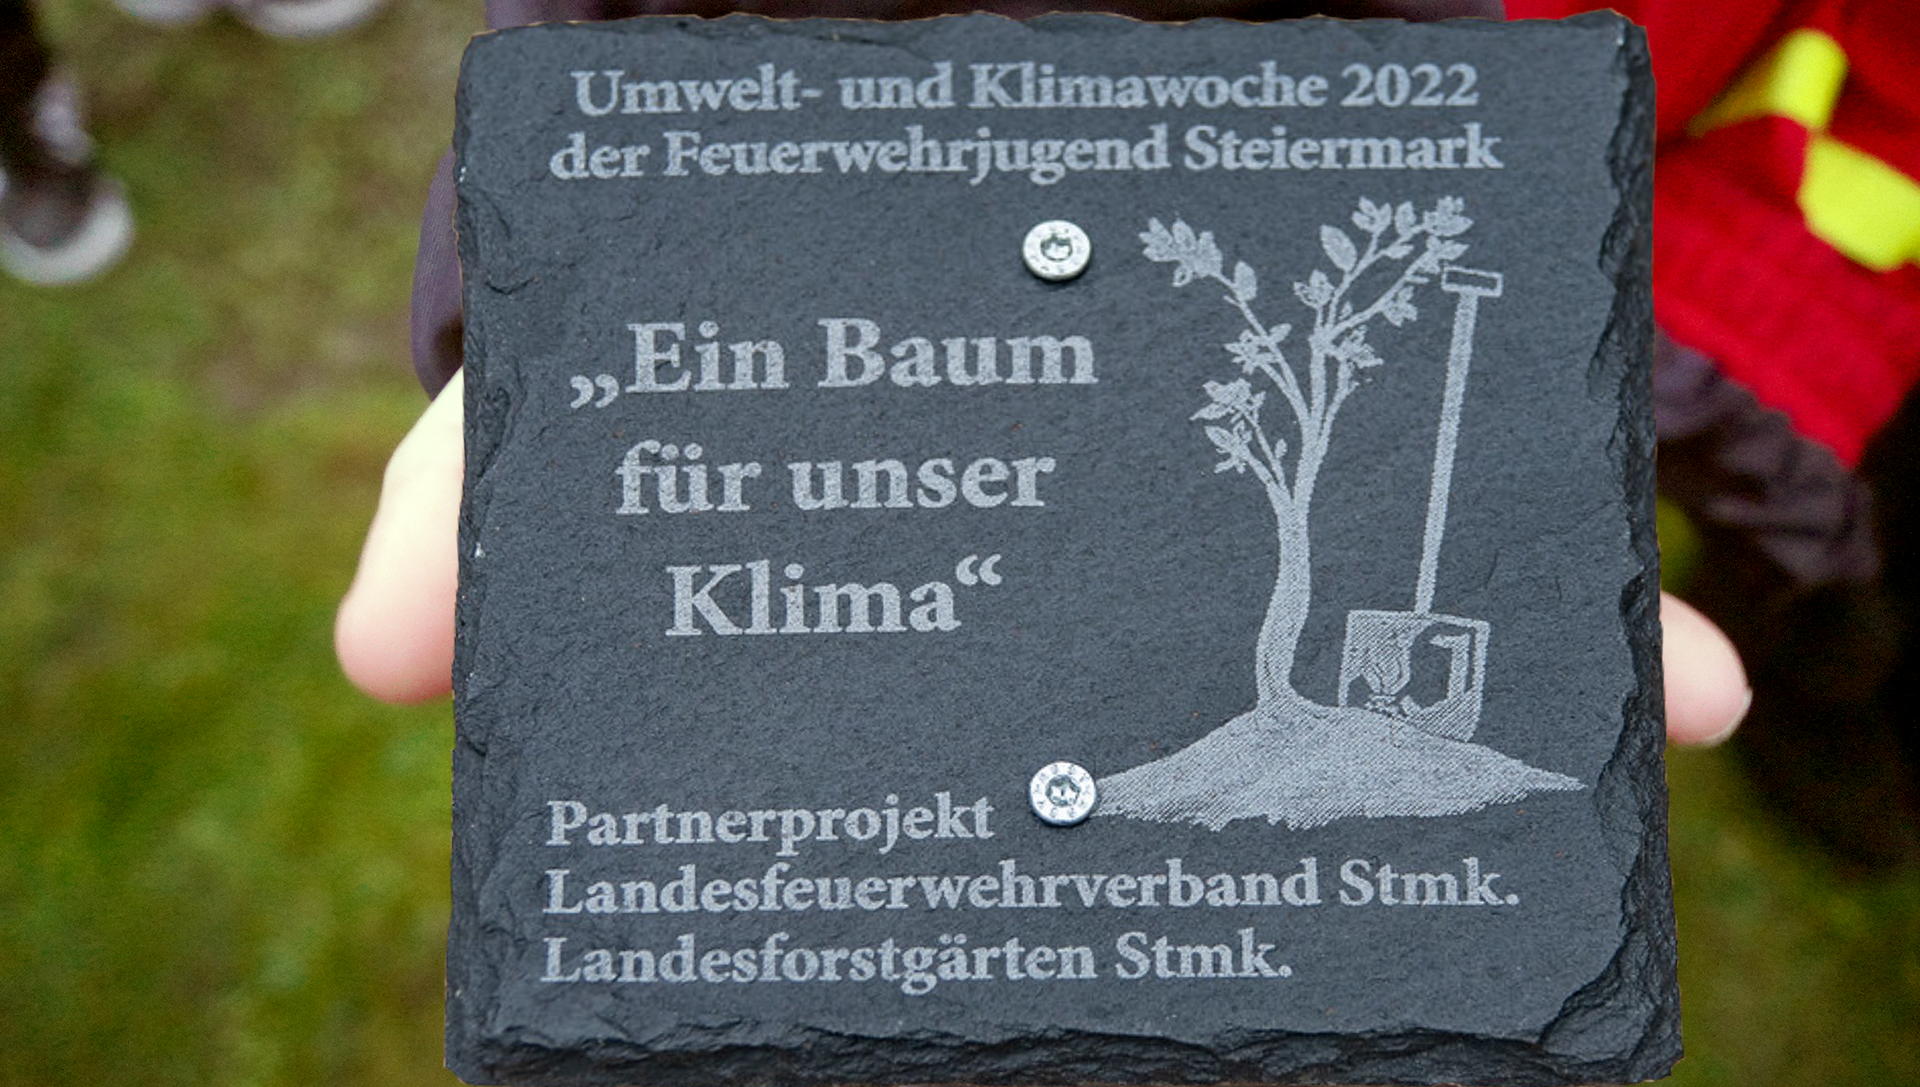 Umwelt- und Klimawoche 2022
der Feuerwehrjugend Steiermark
„Ein Baum
für unser
Klima“
Partnerprojekt
Landesfeuerwehrverband Stmk.
Landesforstgärten Stmk.